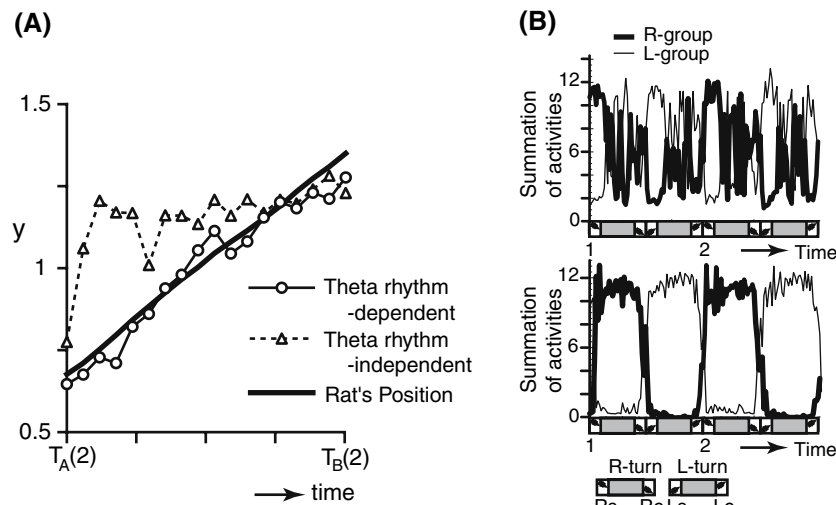 (A)
1.5
1
0.5
y
Theta rhythm
-dependent
Theta rhythm
-independent
Rat's Position
T_A(2)
T_B(2)
time
(B)
R-group
L-group
Summation
of activities
12
6
0
1
2
Time
Summation
of activities
12
6
0
1
2
Time
R-turn
L-turn